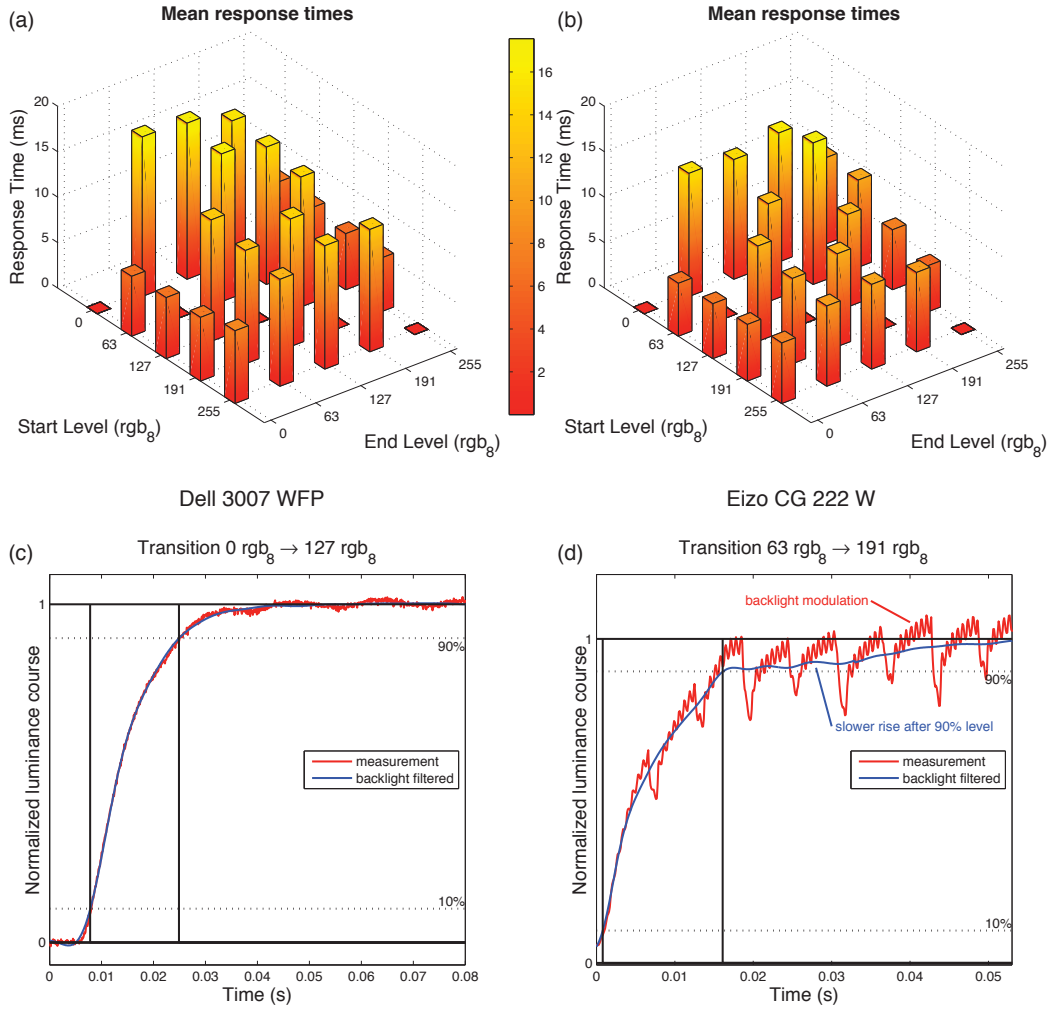 (a)
Mean response times
Response Time (ms)
20
15
10
5
0
0
63
127
191
255
Start Level (rgb8)
0
63
127
191
255
End Level (rgb8)
16
14
12
10
8
6
4
2
(b)
Mean response times
Response Time (ms)
20
15
10
5
0
0
63
127
191
255
Start Level (rgb8)
0
63
127
191
255
End Level (rgb8)
Dell 3007 WFP
Eizo CG 222 W
(c)
Transition 0 rgb8 → 127 rgb8
Normalized luminance course
1
0
90%
10%
measurement
backlight filtered
0
0.01
0.02
0.03
0.04
0.05
0.06
0.07
0.08
Time (s)
(d)
Transition 63 rgb8 → 191 rgb8
Normalized luminance course
1
0
backlight modulation
90%
slower rise after 90% level
measurement
backlight filtered
10%
0
0.01
0.02
0.03
0.04
0.05
Time (s)